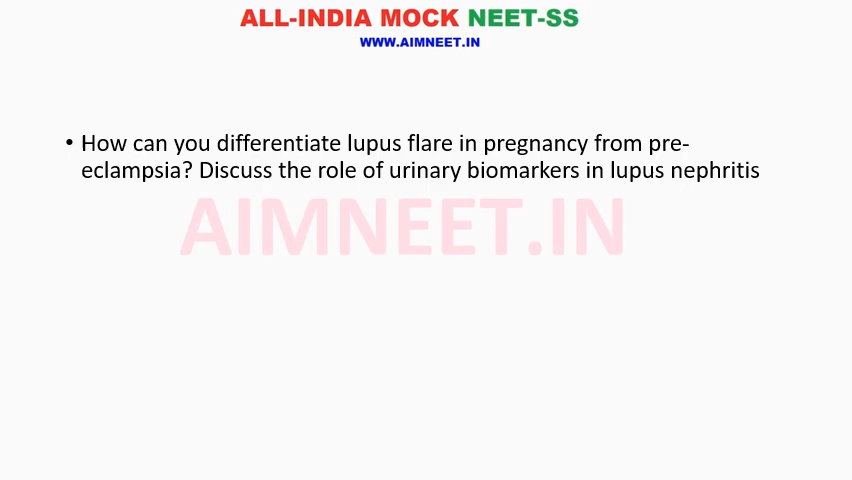 ALL-INDIA MOCK NEET-SS
WWW.AIMNEET.IN
• How can you differentiate lupus flare in pregnancy from pre-
eclampsia? Discuss the role of urinary biomarkers in lupus nephritis
AIMNEET.IN